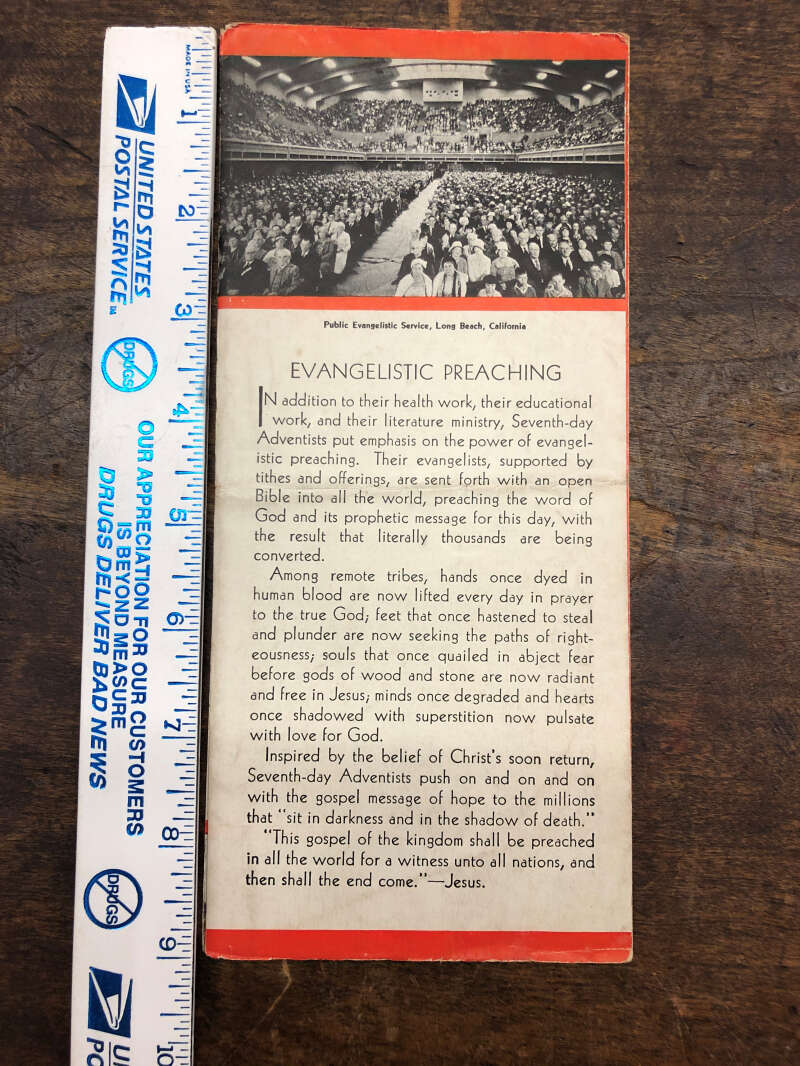 MADE IN USA
1
2
3
4
5
6
7
8
9
10
UNITED STATES
POSTAL SERVICE
DRUGS
OUR APPRECIATION FOR OUR CUSTOMERS
IS BEYOND MEASURE
DRUGS DELIVER BAD NEWS
DRUGS
Public Evangelistic Service, Long Beach, California
EVANGELISTIC PREACHING
IN addition to their health work, their educational
work, and their literature ministry, Seventh-day
Adventists put emphasis on the power of evangel-
istic preaching. Their evangelists, supported by
tithes and offerings, are sent forth with an open
Bible into all the world, preaching the word of
God and its prophetic message for this day, with
the result that literally thousands are being
converted.
Among remote tribes, hands once dyed in
human blood are now lifted every day in prayer
to the true God; feet that once hastened to steal
and plunder are now seeking the paths of right-
eousness; souls that once quailed in abject fear
before gods of wood and stone are now radiant
and free in Jesus; minds once degraded and hearts
once shadowed with superstition now pulsate
with love for God.
Inspired by the belief of Christ's soon return,
Seventh-day Adventists push on and on and on
with the gospel message of hope to the millions
that "sit in darkness and in the shadow of death."
"This gospel of the kingdom shall be preached
in all the world for a witness unto all nations, and
then shall the end come."—Jesus.